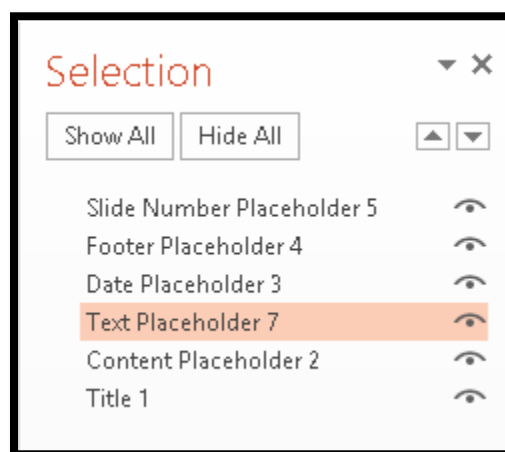 Selection
Show All Hide All
Slide Number Placeholder 5
Footer Placeholder 4
Date Placeholder 3
Text Placeholder 7
Content Placeholder 2
Title 1